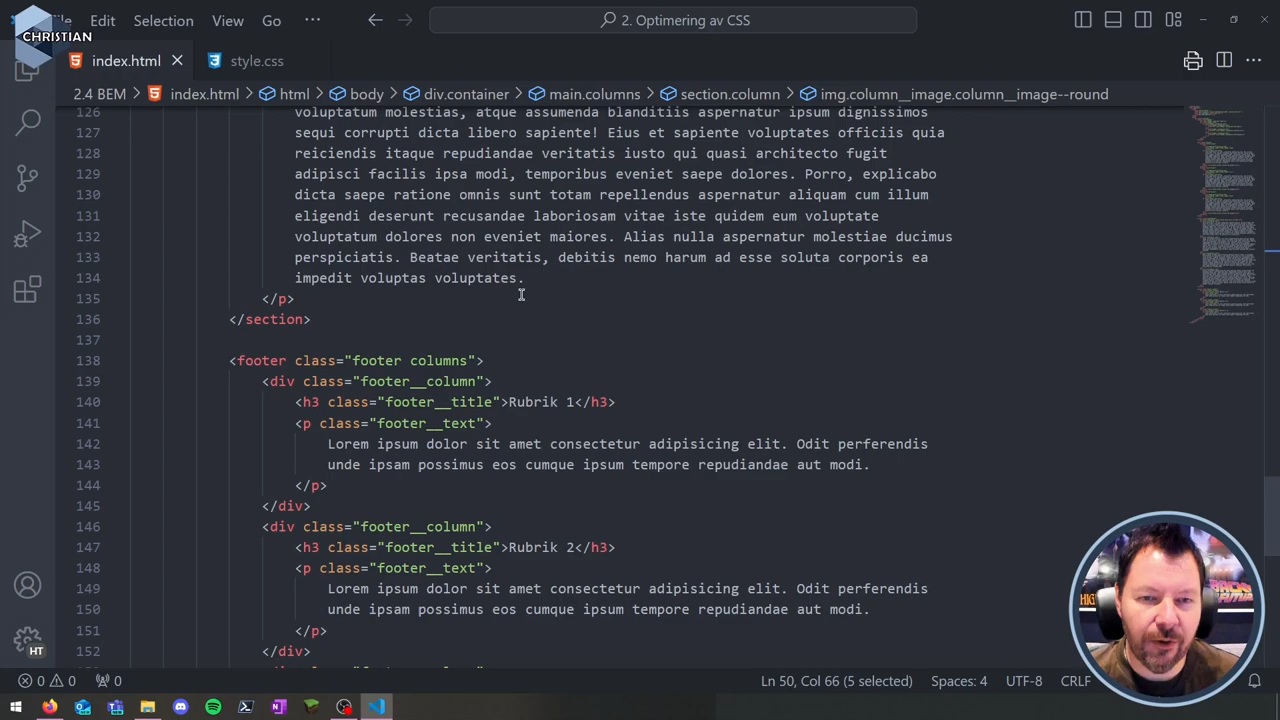 File Edit Selection View Go ··· 2. Optimering av CSS
CHRISTIAN
index.html style.css
2.4 BEM > index.html > html > body > div.container > main.columns > section.column > img.column__image.column__image--round
126 voluptatum molestias, atque assumenda blanditiis aspernatur ipsum dignissimos
127 sequi corrupti dicta libero sapiente! Eius et sapiente voluptates officiis quia
128 reiciendis itaque repudiandae veritatis iusto qui quasi architecto fugit
129 adipisci facilis ipsa modi, temporibus eveniet saepe dolores. Porro, explicabo
130 dicta saepe ratione omnis sunt totam repellendus aspernatur aliquam cum illum
131 eligendi deserunt recusandae laboriosam vitae iste quidem eum voluptate
132 voluptatum dolores non eveniet maiores. Alias nulla aspernatur molestiae ducimus
133 perspiciatis. Beatae veritatis, debitis nemo harum ad esse soluta corporis ea
134 impedit voluptas voluptates.
135 </p>
136 </section>
137
138 <footer class="footer columns">
139 <div class="footer__column">
140 <h3 class="footer__title">Rubrik 1</h3>
141 <p class="footer__text">
142 Lorem ipsum dolor sit amet consectetur adipisicing elit. Odit perferendis
143 unde ipsam possimus eos cumque ipsum tempore repudiandae aut modi.
144 </p>
145 </div>
146 <div class="footer__column">
147 <h3 class="footer__title">Rubrik 2</h3>
148 <p class="footer__text">
149 Lorem ipsum dolor sit amet consectetur adipisicing elit. Odit perferendis
150 unde ipsam possimus eos cumque ipsum tempore repudiandae aut modi.
151 </p>
152 </div>
HT 0 0 0 Ln 50, Col 66 (5 selected) Spaces: 4 UTF-8 CRLF